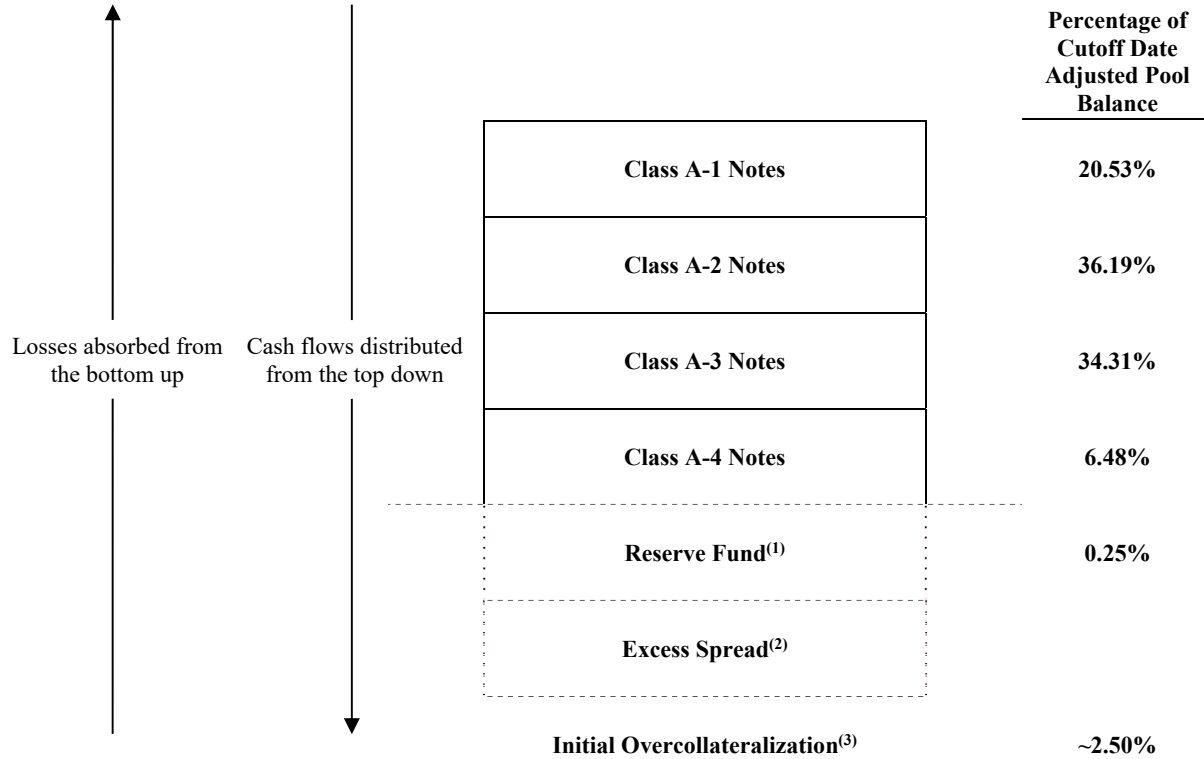 Percentage of
Cutoff Date
Adjusted Pool
Balance
Class A-1 Notes 20.53%
Class A-2 Notes 36.19%
Losses absorbed from
the bottom up
Cash flows distributed
from the top down
Class A-3 Notes 34.31%
Class A-4 Notes 6.48%
Reserve Fund(1) 0.25%
Excess Spread(2)
Initial Overcollateralization(3) ~2.50%